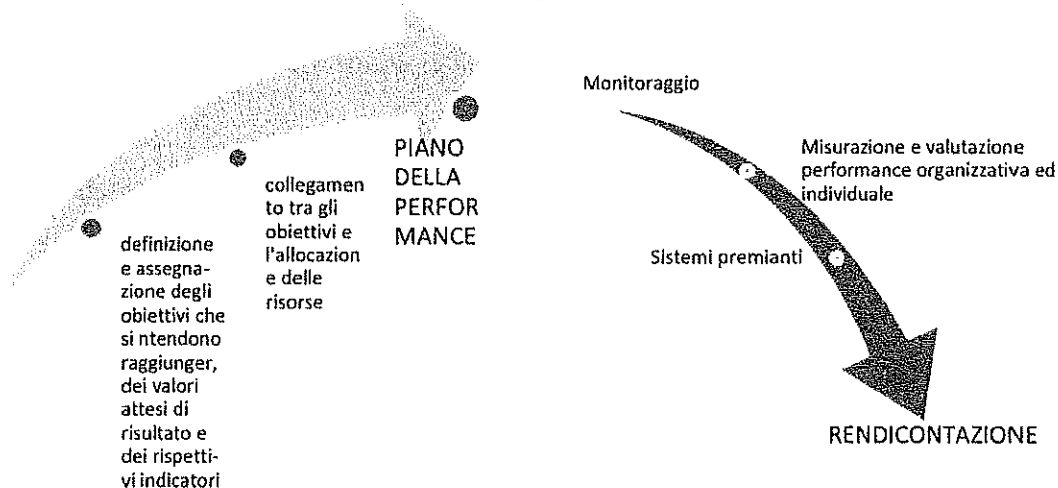 definizione
e assegna-
zione degli
obiettivi che
si ntendono
raggiunger,
dei valori
attesi di
risultato e
dei rispetti-
vi indicatori
collegamen
to tra gli
obiettivi e
l'allocazion
e delle
risorse
PIANO
DELLA
PERFOR
MANCE
Monitoraggio
Misurazione e valutazione
performance organizzativa ed
individuale
Sistemi premianti
RENDICONTAZIONE